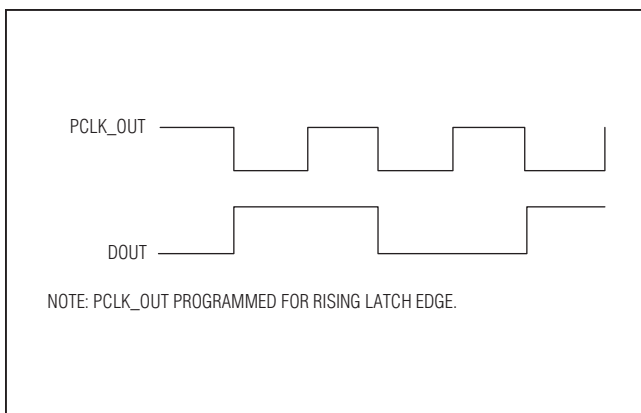 PCLK_OUT
DOUT
NOTE: PCLK_OUT PROGRAMMED FOR RISING LATCH EDGE.